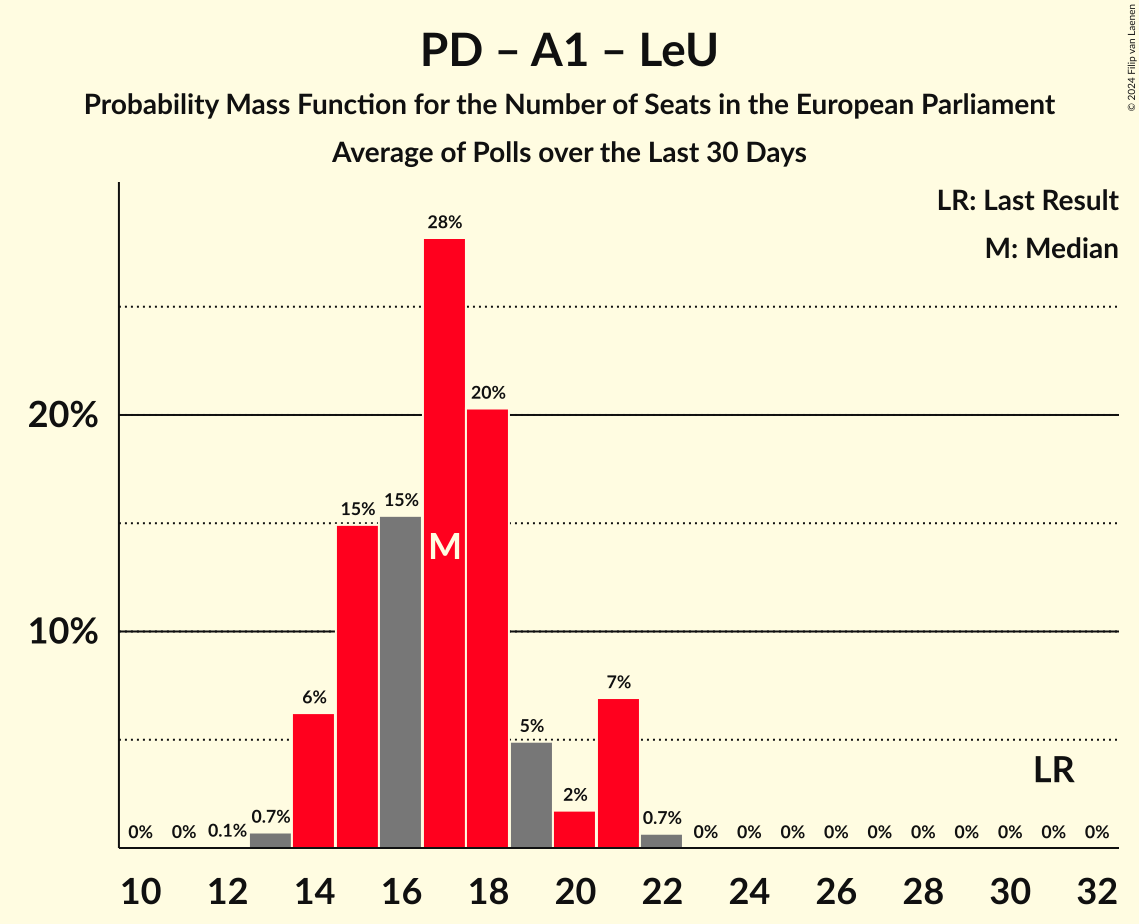 PD – A1 – LeU
Probability Mass Function for the Number of Seats in the European Parliament
Average of Polls over the Last 30 Days
© 2024 Filip van Laenen
LR: Last Result
M: Median
28%
20%
20%
15%
15%
M
10%
7%
6%
5%
LR
2%
0% 0% 0.1% 0.7% 0.7% 0% 0% 0% 0% 0% 0% 0% 0% 0% 0%
10 12 14 16 18 20 22 24 26 28 30 32